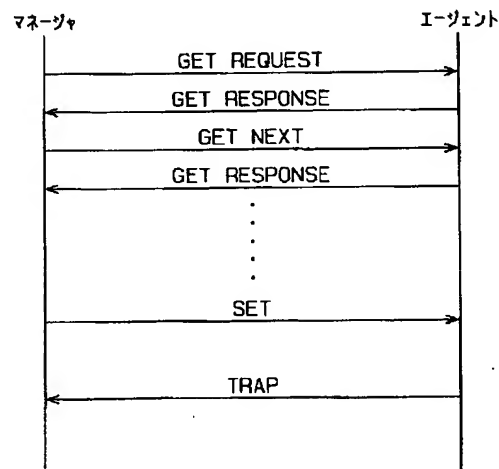 マネージャ
エージェント
GET REQUEST
GET RESPONSE
GET NEXT
GET RESPONSE
SET
TRAP